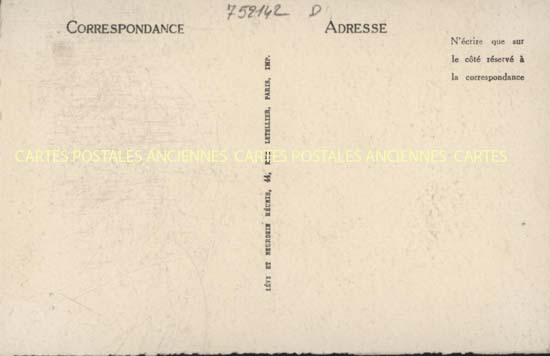 752142 D
CORRESPONDANCE
ADRESSE
N'écrire que sur
le côté réservé à
la correspondance
CARTES POSTALES ANCIENNES CARTES POSTALES ANCIENNES CARTES
LÉVY ET NEURDEIN RÉUNIS, 44, LETELLIER, PARIS, IMP.